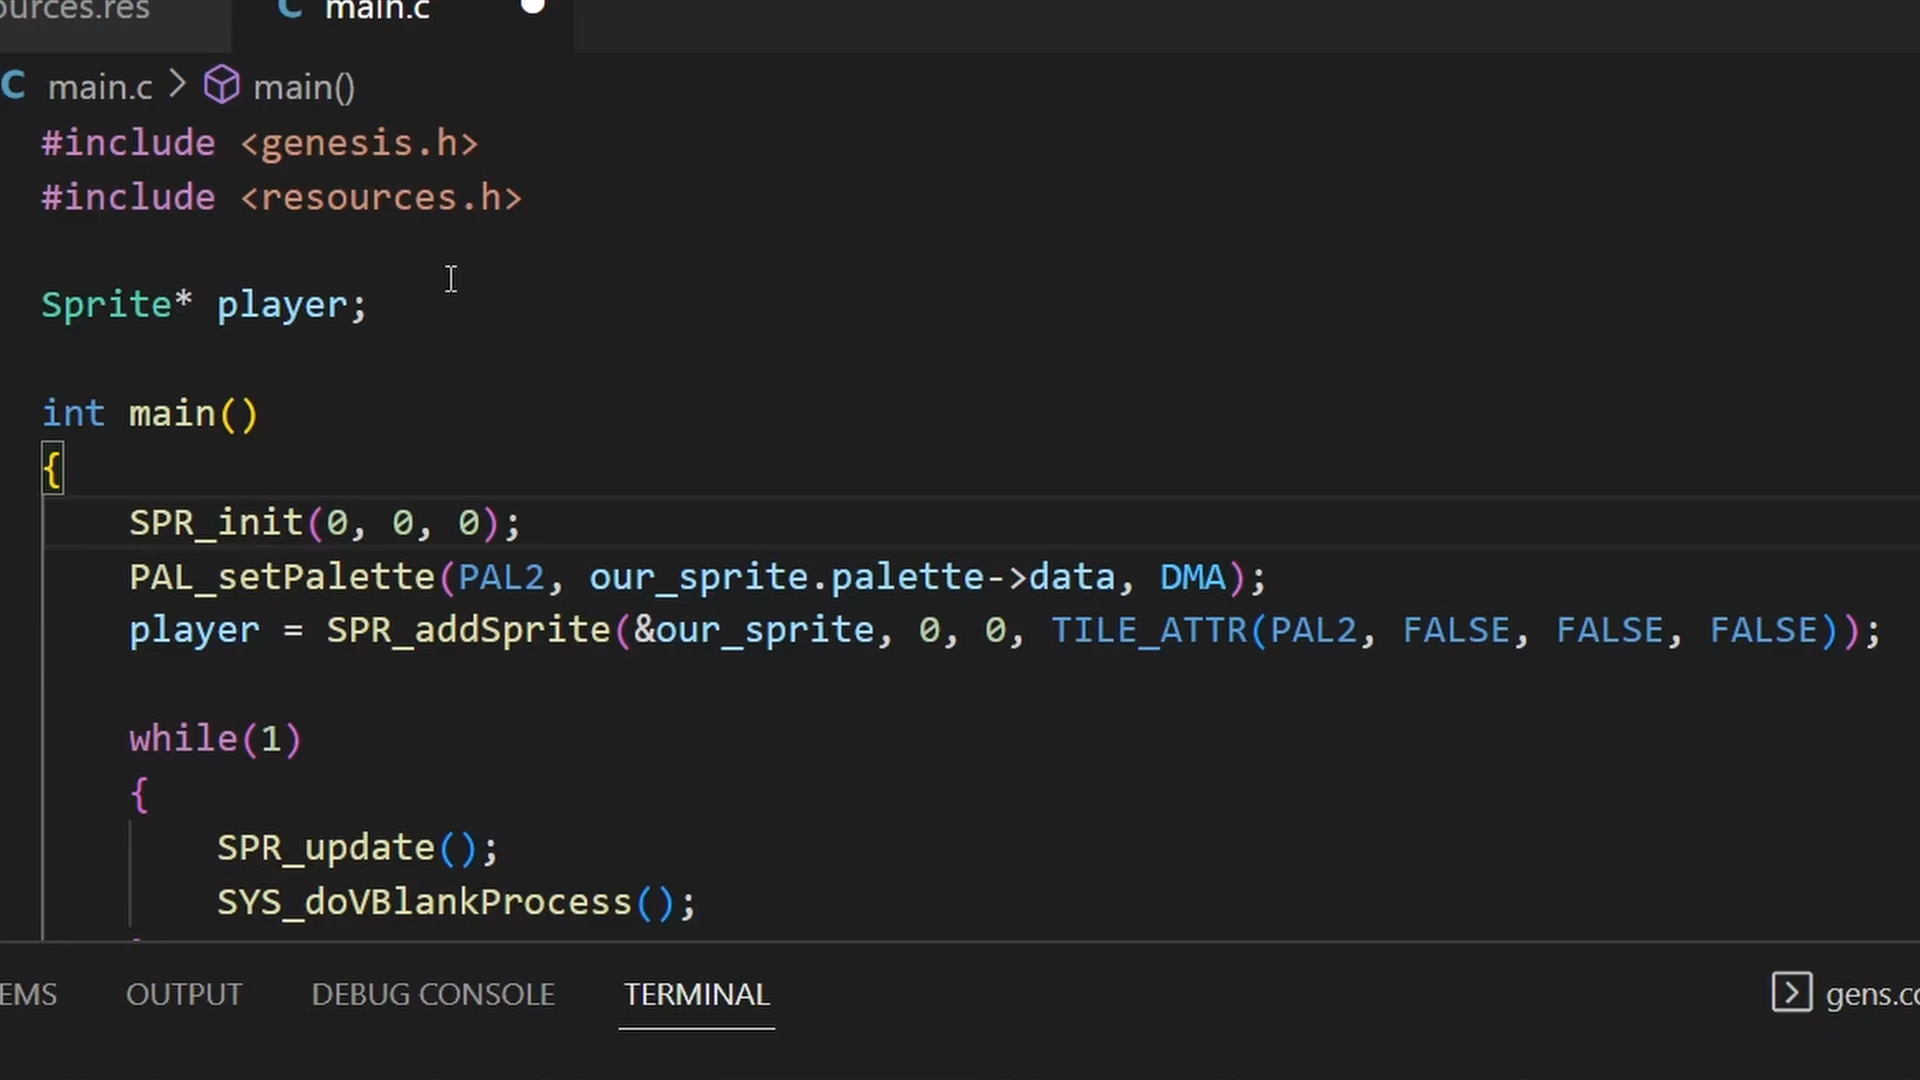 ources.res main.c
main.c > main()
#include <genesis.h>
#include <resources.h>
Sprite* player;
int main()
{
SPR_init(0, 0, 0);
PAL_setPalette(PAL2, our_sprite.palette->data, DMA);
player = SPR_addSprite(&our_sprite, 0, 0, TILE_ATTR(PAL2, FALSE, FALSE, FALSE));
while(1)
{
SPR_update();
SYS_doVBlankProcess();
EMS OUTPUT DEBUG CONSOLE TERMINAL gens.co